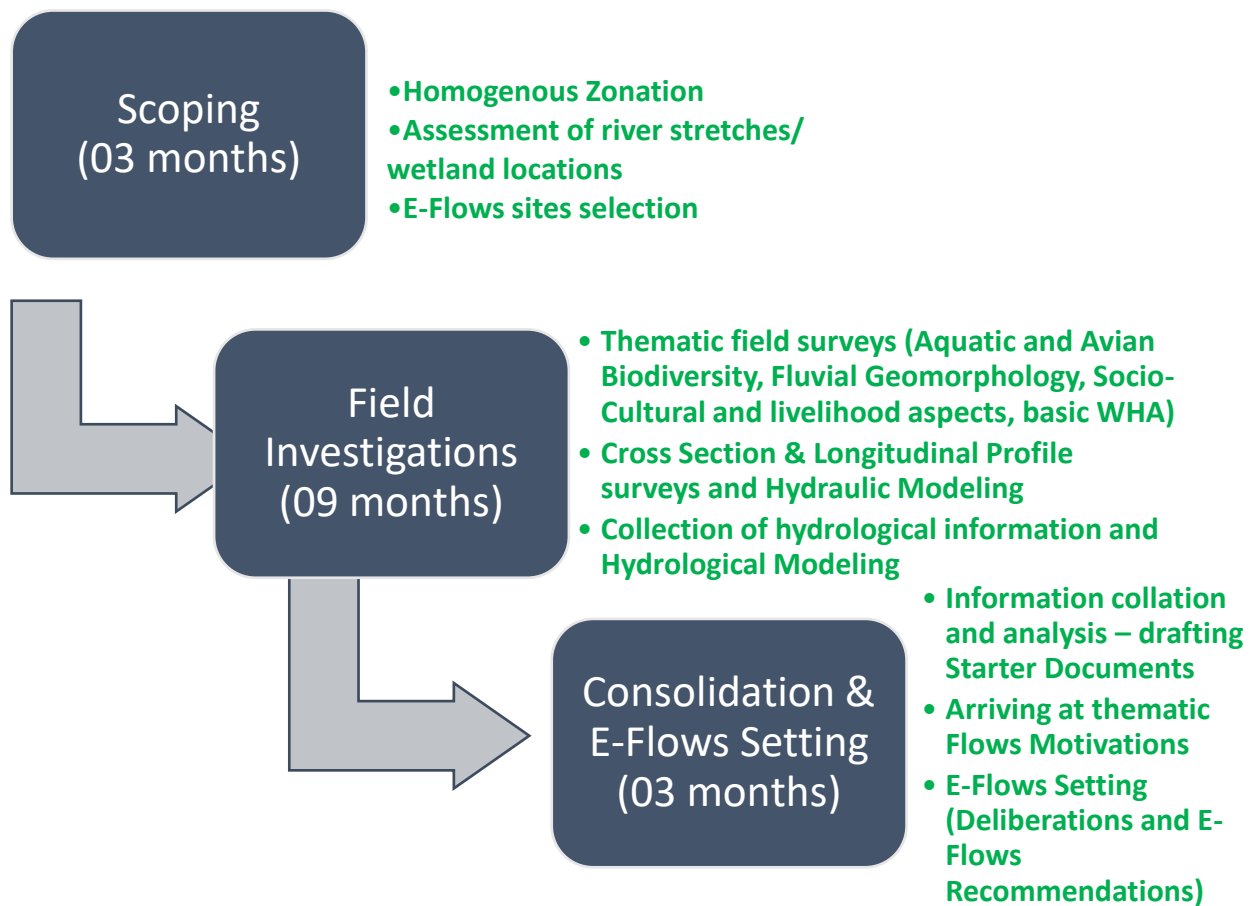 Scoping
(03 months)
•Homogenous Zonation
•Assessment of river stretches/
wetland locations
•E-Flows sites selection
Field
Investigations
(09 months)
• Thematic field surveys (Aquatic and Avian
Biodiversity, Fluvial Geomorphology, Socio-
Cultural and livelihood aspects, basic WHA)
• Cross Section & Longitudinal Profile
surveys and Hydraulic Modeling
• Collection of hydrological information and
Hydrological Modeling
Consolidation &
E-Flows Setting
(03 months)
• Information collation
and analysis – drafting
Starter Documents
• Arriving at thematic
Flows Motivations
• E-Flows Setting
(Deliberations and E-
Flows
Recommendations)